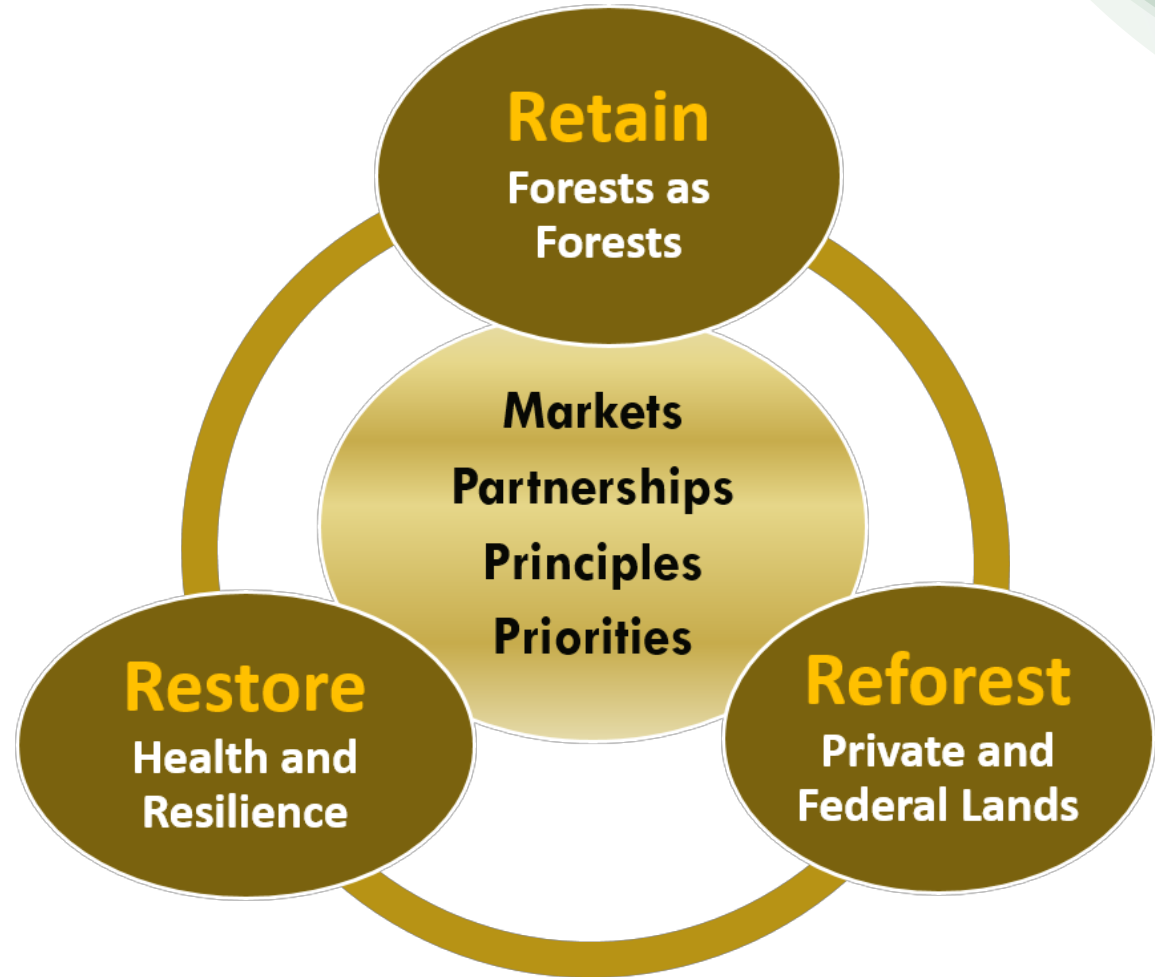 Retain
Forests as
Forests
Markets
Partnerships
Principles
Priorities
Restore
Health and
Resilience
Reforest
Private and
Federal Lands